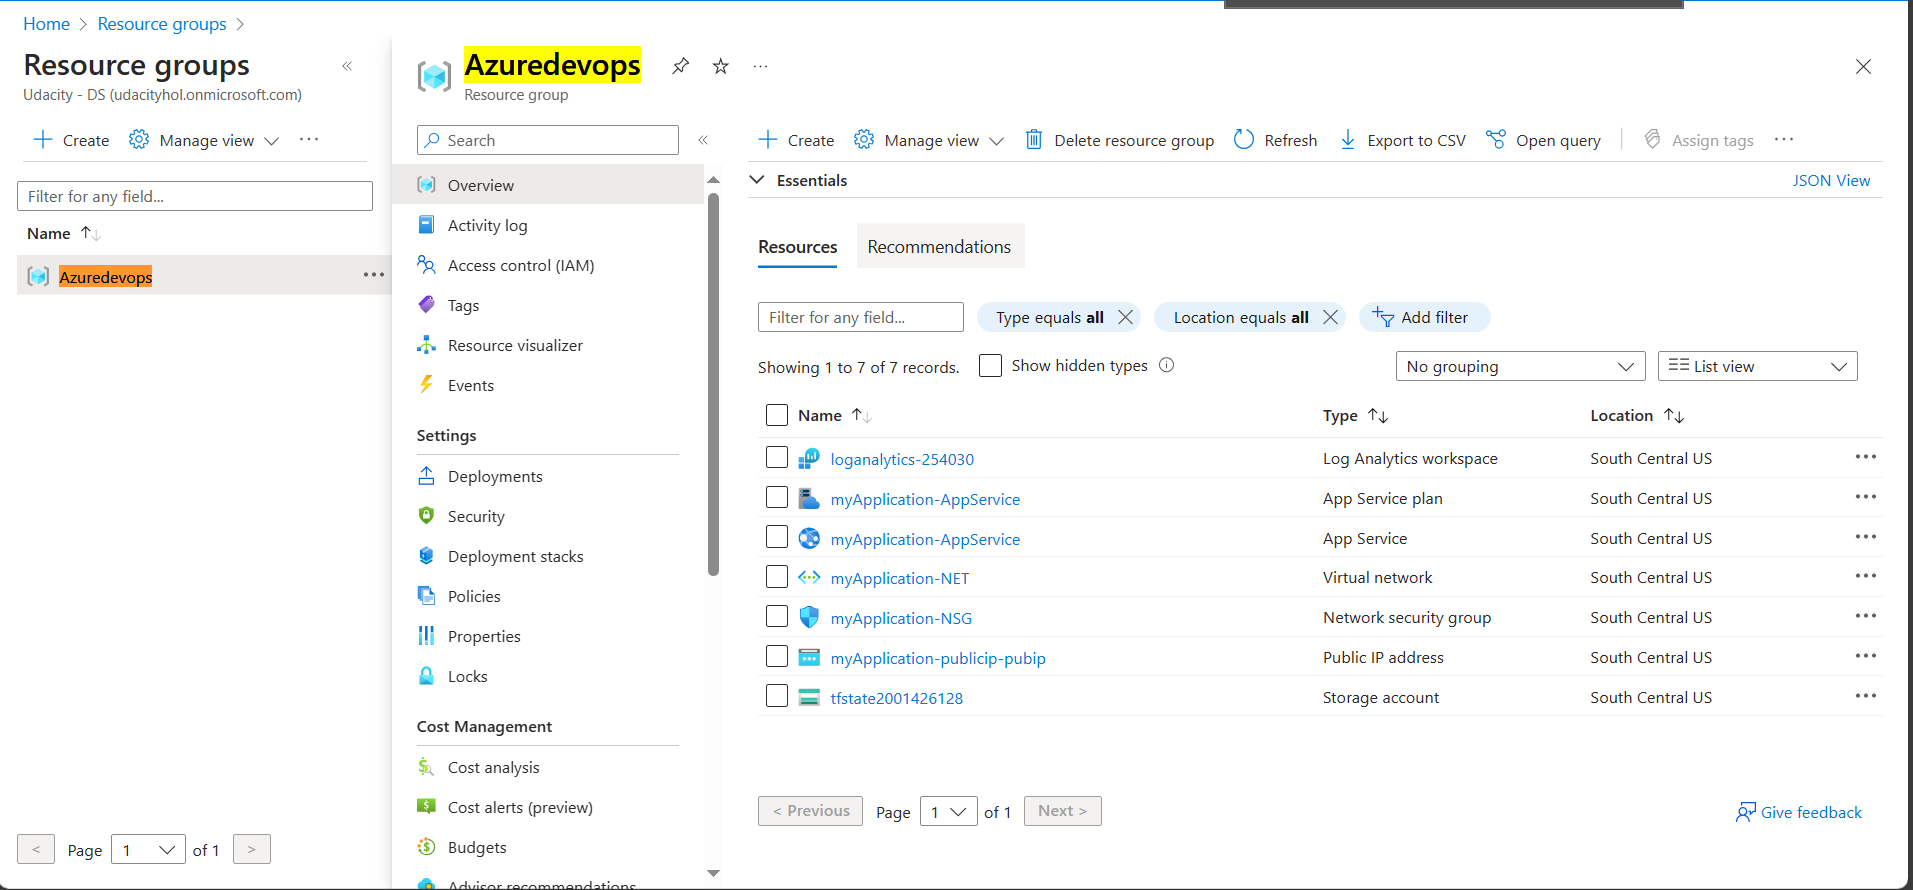 Home > Resource groups >
Resource groups «
Udacity - DS (udacityhol.onmicrosoft.com)
+ Create Manage view ···
Filter for any field...
Name ↑↓
Azuredevops ···
< Page 1 of 1 >
Azuredevops ···
Resource group
Search «
Overview
Activity log
Access control (IAM)
Tags
Resource visualizer
Events
Settings
Deployments
Security
Deployment stacks
Policies
Properties
Locks
Cost Management
Cost analysis
Cost alerts (preview)
Budgets
Advisor recommendations
+ Create Manage view Delete resource group Refresh Export to CSV Open query Assign tags ···
Essentials JSON View
Resources Recommendations
Filter for any field... Type equals all Location equals all Add filter
Showing 1 to 7 of 7 records. Show hidden types No grouping List view
Name ↑↓ Type ↑↓ Location ↑↓
loganalytics-254030 Log Analytics workspace South Central US ···
myApplication-AppService App Service plan South Central US ···
myApplication-AppService App Service South Central US ···
myApplication-NET Virtual network South Central US ···
myApplication-NSG Network security group South Central US ···
myApplication-publicip-pubip Public IP address South Central US ···
tfstate2001426128 Storage account South Central US ···
< Previous Page 1 of 1 Next > Give feedback